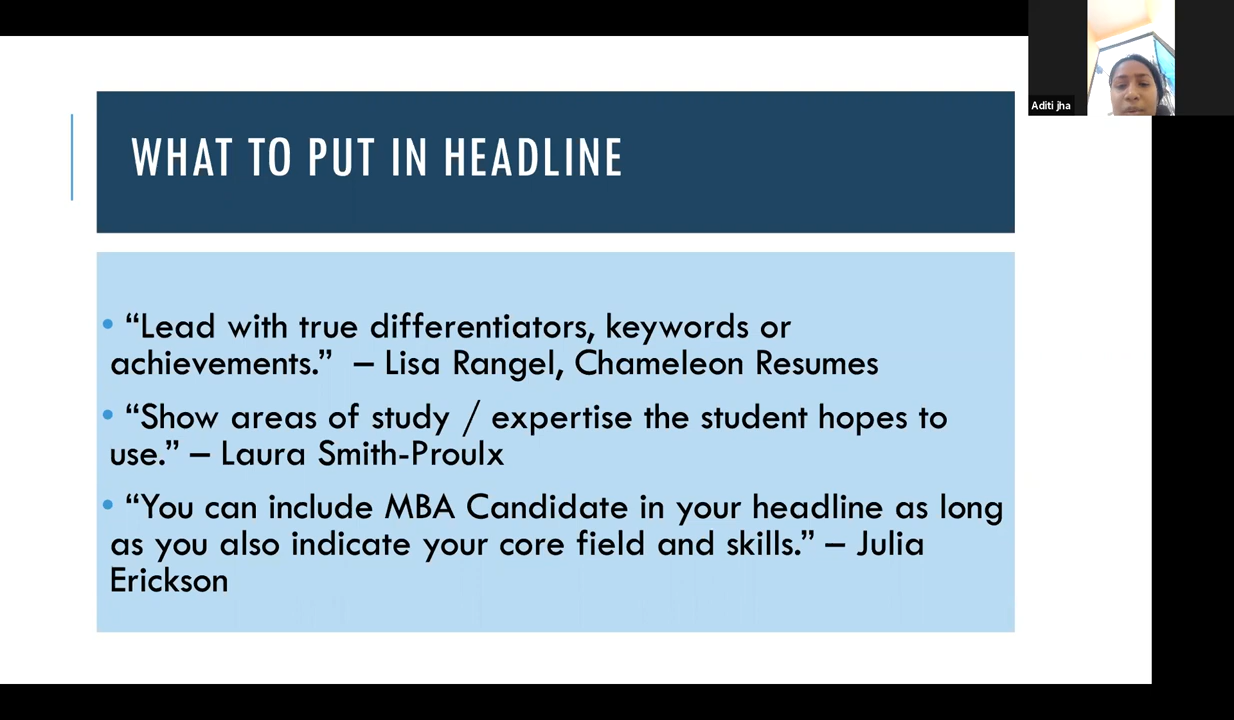 Aditi jha
WHAT TO PUT IN HEADLINE
• “Lead with true differentiators, keywords or
achievements.”  – Lisa Rangel, Chameleon Resumes
• “Show areas of study / expertise the student hopes to
use.” – Laura Smith-Proulx
• “You can include MBA Candidate in your headline as long
as you also indicate your core field and skills.” – Julia
Erickson